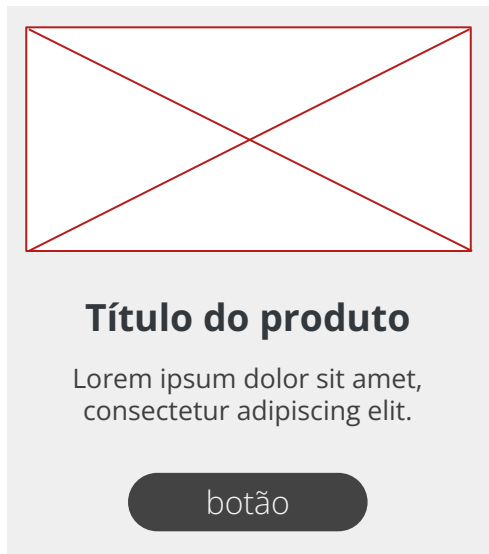 Título do produto
Lorem ipsum dolor sit amet,
consectetur adipiscing elit.
botão